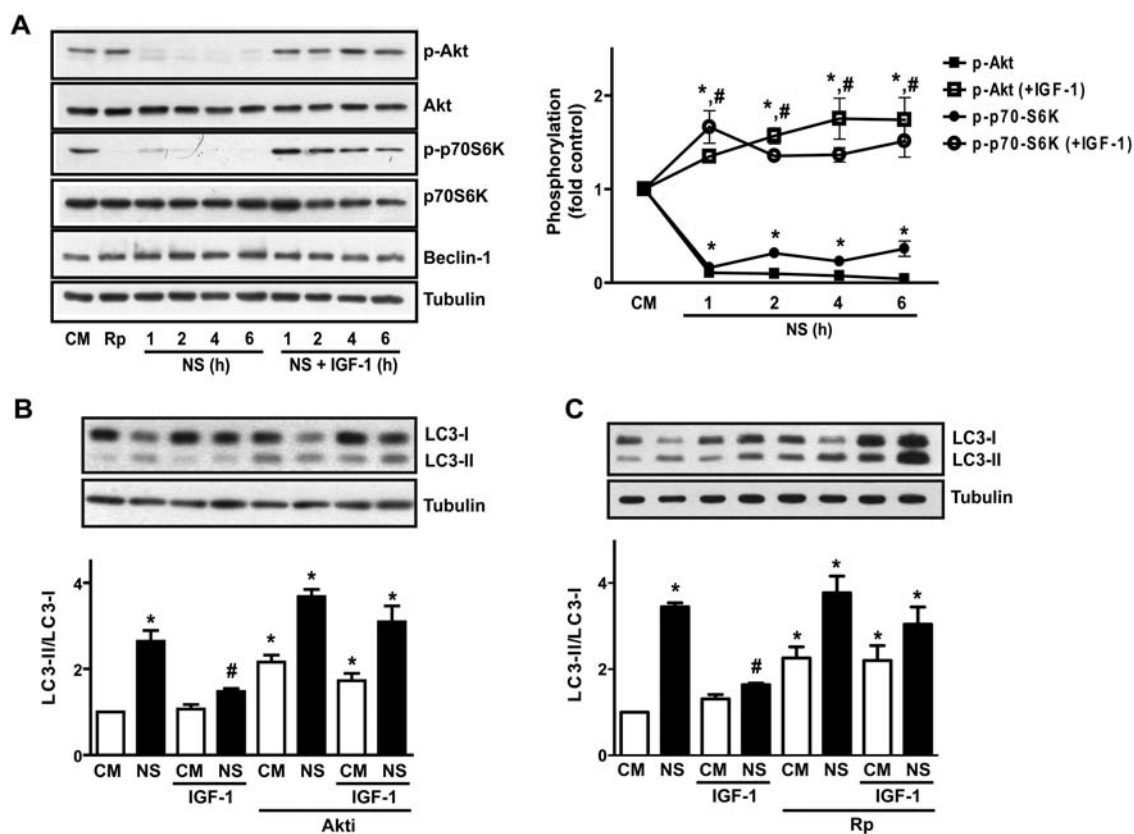 A
p-Akt
Akt
p-p70S6K
p70S6K
Beclin-1
Tubulin
CM Rp 1 2 4 6 1 2 4 6
NS (h) NS + IGF-1 (h)
Phosphorylation
(fold control)
2
1
0
*,# *,# *,# *,#
* * * *
CM 1 2 4 6
NS (h)
p-Akt
p-Akt (+IGF-1)
p-p70-S6K
p-p70-S6K (+IGF-1)
B
LC3-I
LC3-II
Tubulin
LC3-II/LC3-I
4
2
0
* # * * * *
CM NS CM NS CM NS CM NS
IGF-1 IGF-1
Akti
C
LC3-I
LC3-II
Tubulin
LC3-II/LC3-I
4
2
0
* # * * * *
CM NS CM NS CM NS CM NS
IGF-1 IGF-1
Rp